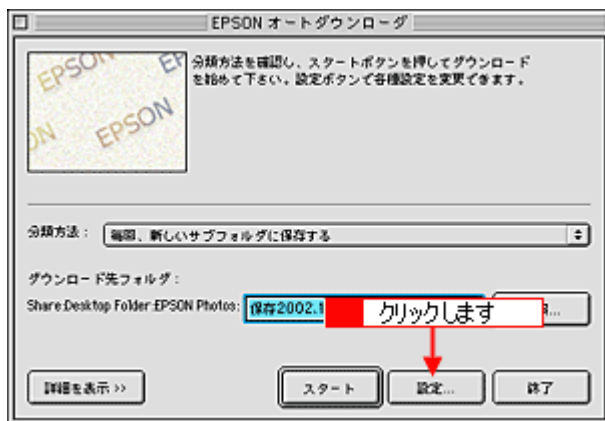 EPSON オートダウンローダ
EPSON
EPSON
EPSON
分類方法を確認し、スタートボタンを押してダウンロード
を始めて下さい。設定ボタンで各種設定を変更できます。
分類方法：
毎回、新しいサブフォルダに保存する
ダウンロード先フォルダ：
Share:Desktop Folder:EPSON Photos: 保存2002.1
クリックします
詳細を表示 >> スタート 設定... 終了